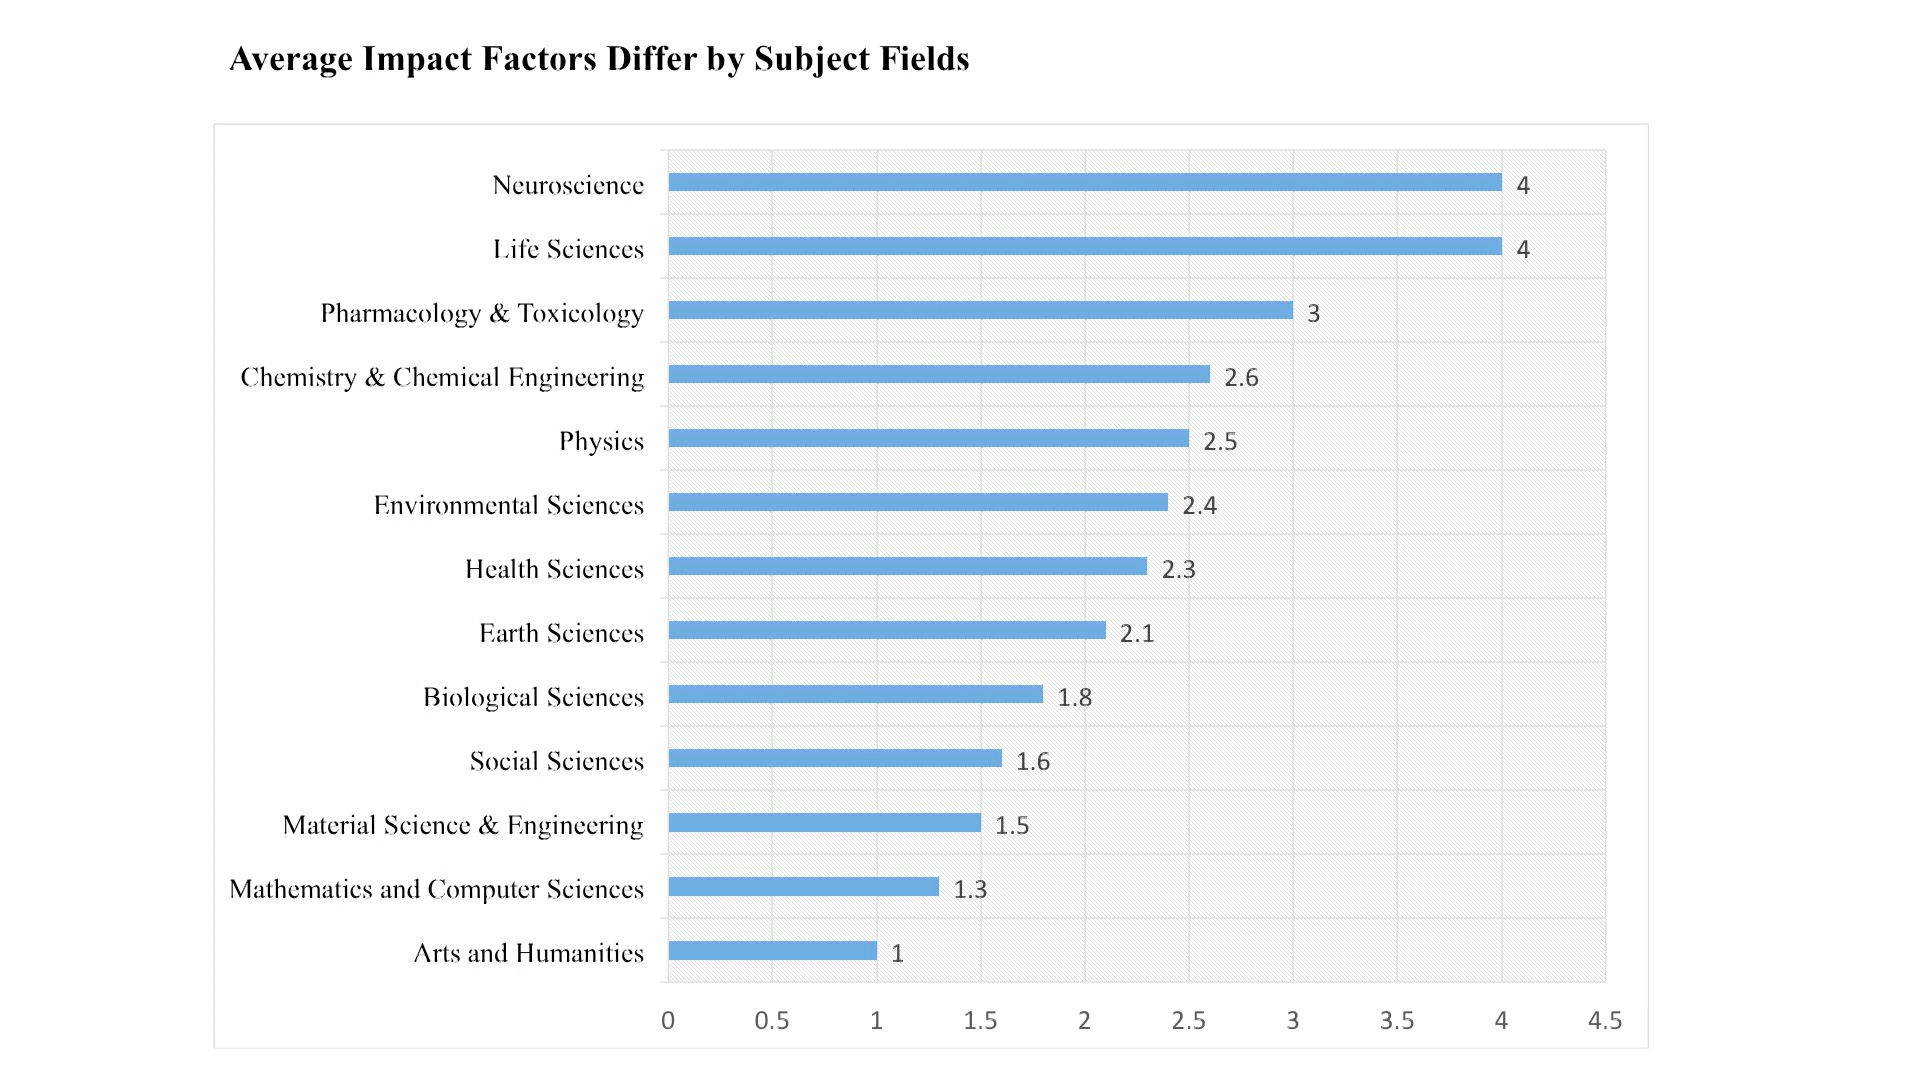 Average Impact Factors Differ by Subject Fields
Neuroscience 4
Life Sciences 4
Pharmacology & Toxicology 3
Chemistry & Chemical Engineering 2.6
Physics 2.5
Environmental Sciences 2.4
Health Sciences 2.3
Earth Sciences 2.1
Biological Sciences 1.8
Social Sciences 1.6
Material Science & Engineering 1.5
Mathematics and Computer Sciences 1.3
Arts and Humanities 1
0 0.5 1 1.5 2 2.5 3 3.5 4 4.5